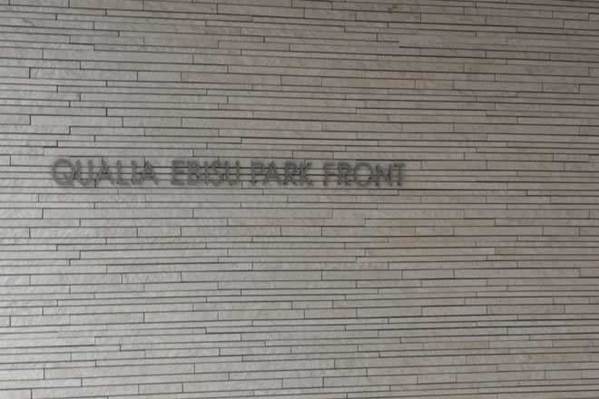 QUALIA EBISU PARK FRONT